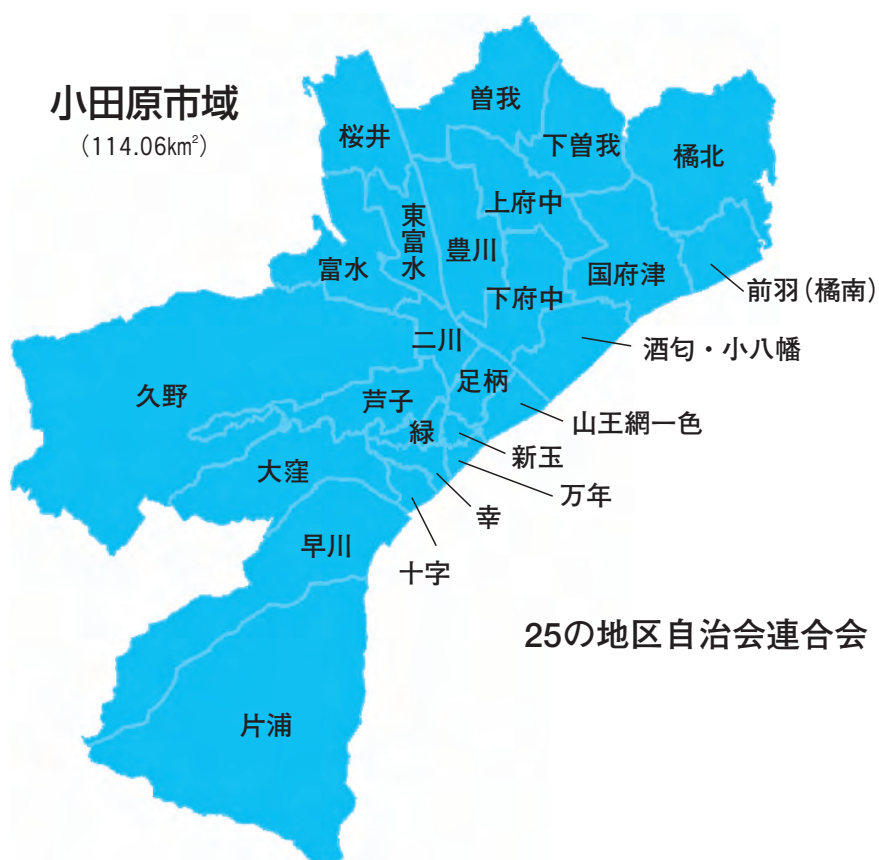 小田原市域
（114.06km²）
曽我
下曽我
橘北
桜井
上府中
東富水
豊川
富水
国府津
前羽（橘南）
下府中
二川
酒匂・小八幡
久野
足柄
芦子
山王網一色
緑
新玉
大窪
万年
幸
早川
十字
25の地区自治会連合会
片浦